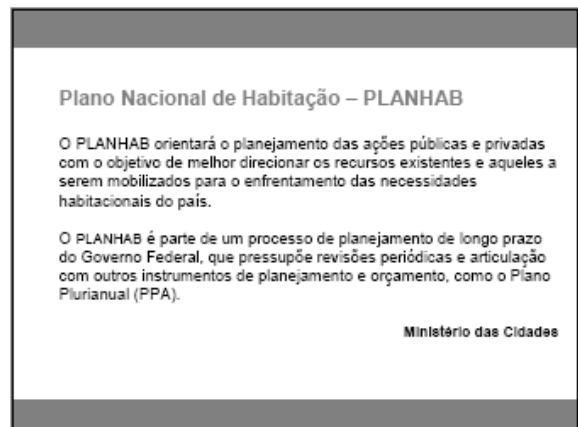 Plano Nacional de Habitação – PLANHAB
O PLANHAB orientará o planejamento das ações públicas e privadas
com o objetivo de melhor direcionar os recursos existentes e aqueles a
serem mobilizados para o enfrentamento das necessidades
habitacionais do país.
O PLANHAB é parte de um processo de planejamento de longo prazo
do Governo Federal, que pressupõe revisões periódicas e articulação
com outros instrumentos de planejamento e orçamento, como o Plano
Plurianual (PPA).
Ministério das Cidades